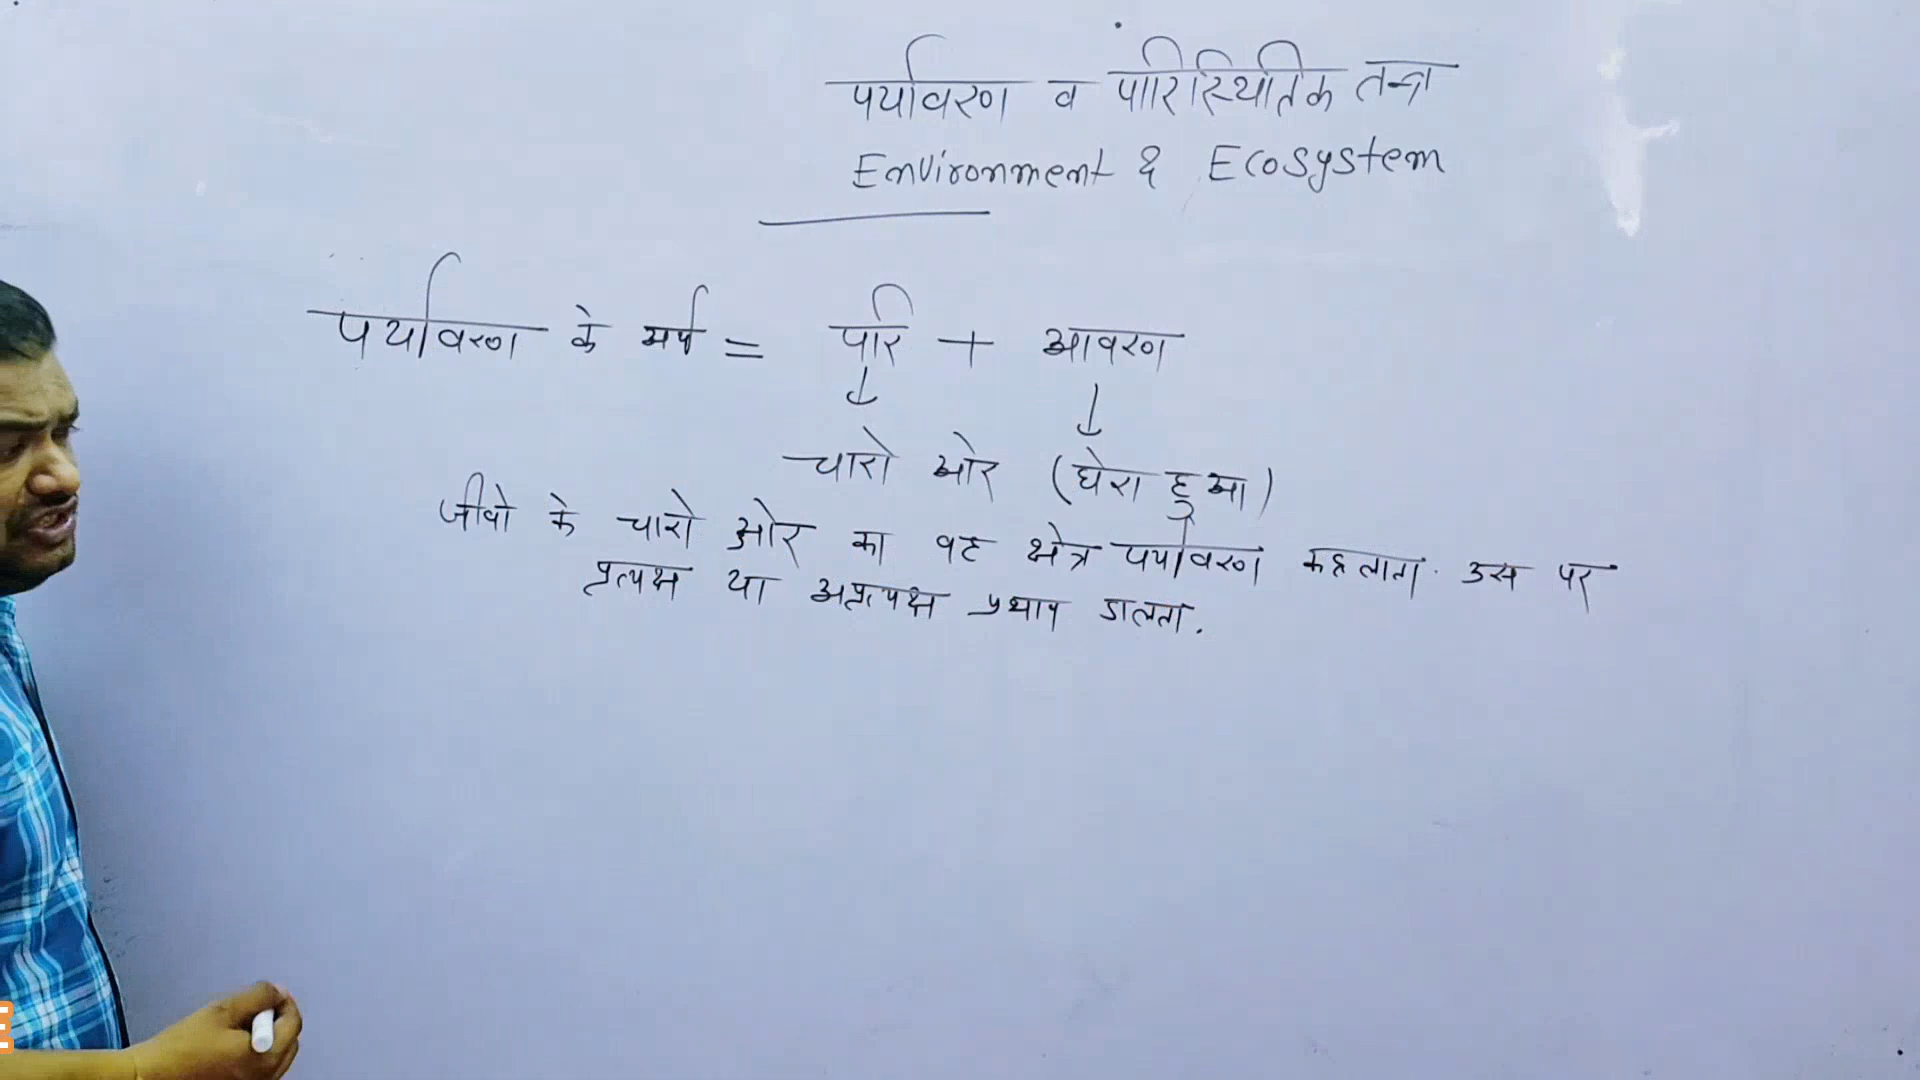 पर्यावरण व पारिस्थितिक तन्त्र
Environment & Ecosystem
पर्यावरण के अर्थ = परि + आवरण
↓ ↓
चारो ओर (घेरा हुआ)
जीवो के चारो ओर का वह क्षेत्र पर्यावरण कहलाता. उस पर
प्रत्यक्ष या अप्रत्यक्ष प्रभाव डालता.
E